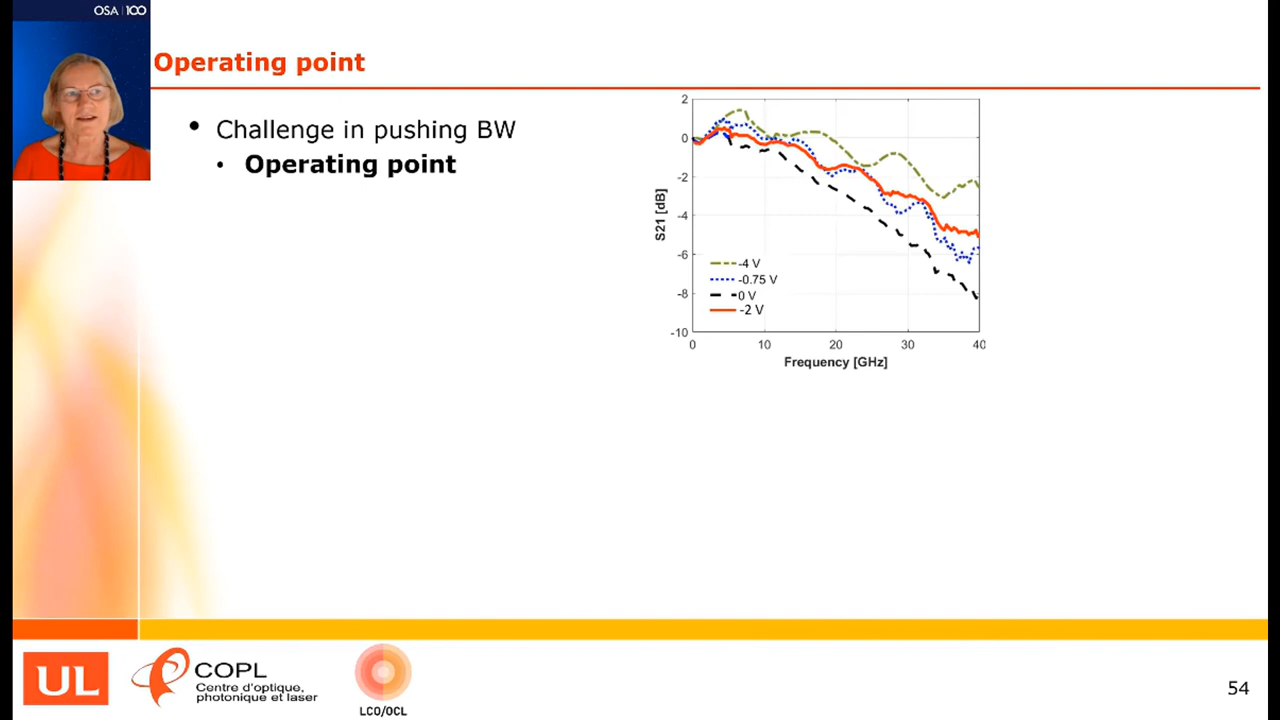 OSA | 100
Operating point
• Challenge in pushing BW
• Operating point
2
0
-2
-4
-6
-8
-10
S21 [dB]
-4 V
-0.75 V
0 V
-2 V
0 10 20 30 40
Frequency [GHz]
UL
COPL
Centre d'optique,
photonique et laser
LCO/OCL
54